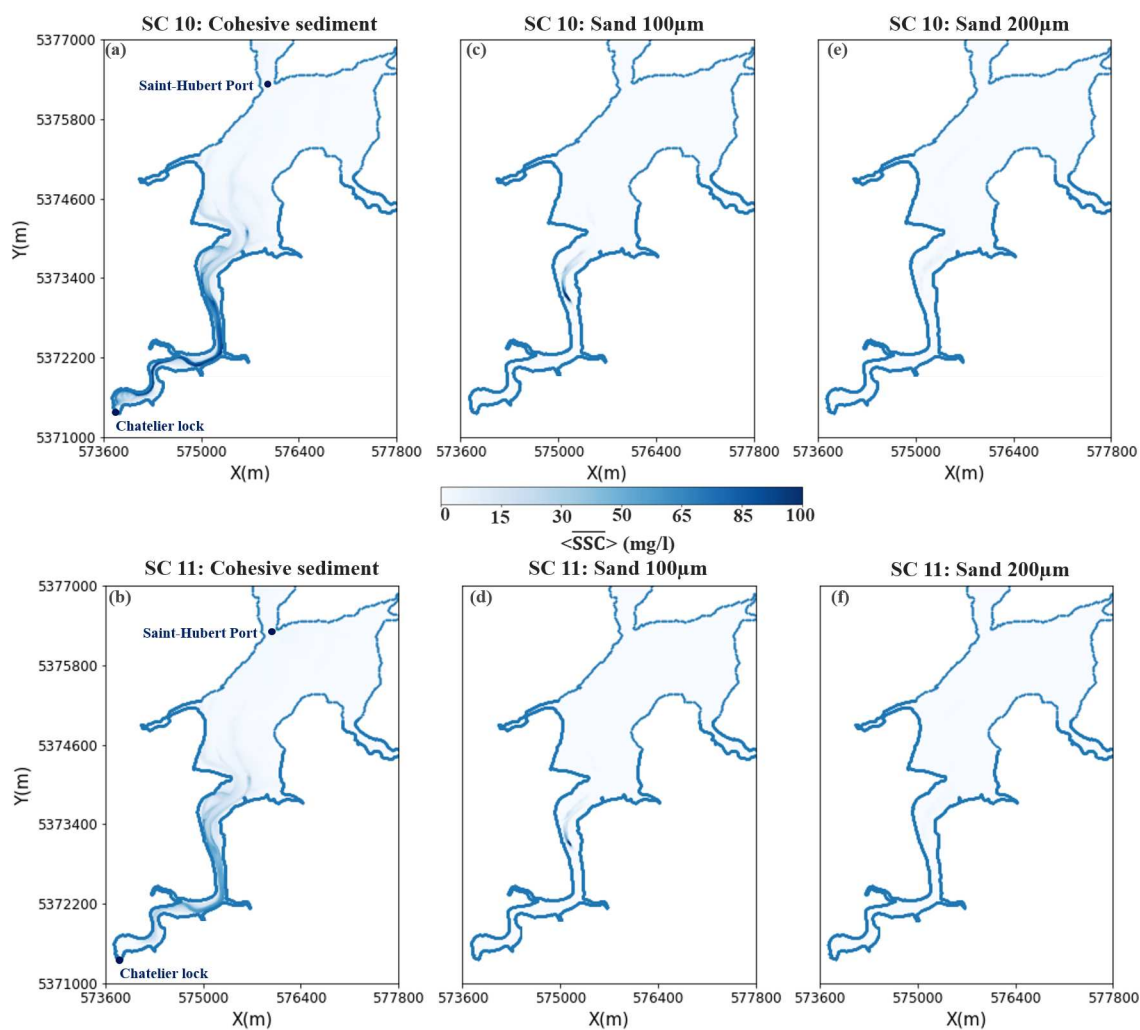 SC 10: Cohesive sediment
SC 10: Sand 100µm
SC 10: Sand 200µm
(a)
(c)
(e)
5377000
5375800
5374600
5373400
5372200
5371000
Y(m)
Saint-Hubert Port
Chatelier lock
573600 575000 576400 577800
573600 575000 576400 577800
573600 575000 576400 577800
X(m)
X(m)
X(m)
0 15 30 50 65 85 100
<SSC> (mg/l)
SC 11: Cohesive sediment
SC 11: Sand 100µm
SC 11: Sand 200µm
(b)
(d)
(f)
5377000
5375800
5374600
5373400
5372200
5371000
Y(m)
Saint-Hubert Port
Chatelier lock
573600 575000 576400 577800
573600 575000 576400 577800
573600 575000 576400 577800
X(m)
X(m)
X(m)